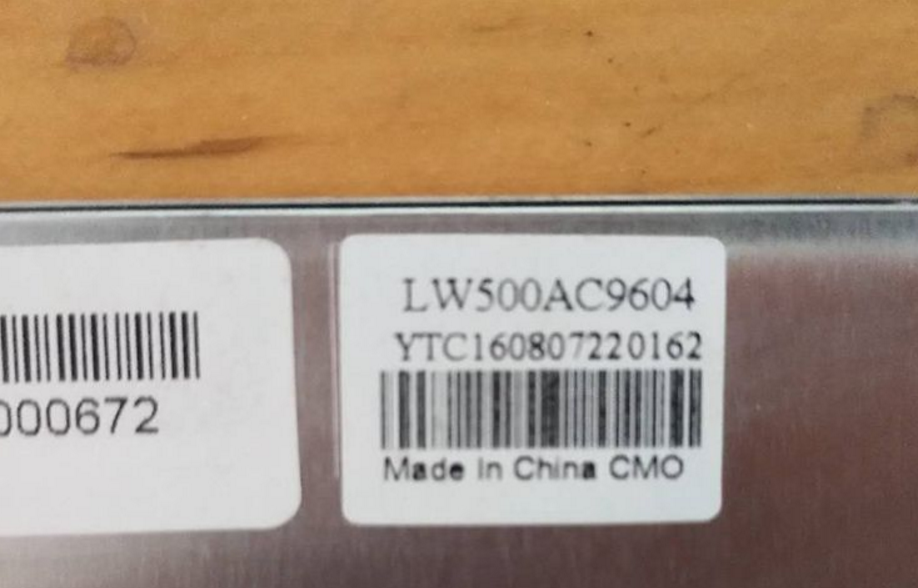 LW500AC9604
YTC160807220162
000672
Made In China CMO